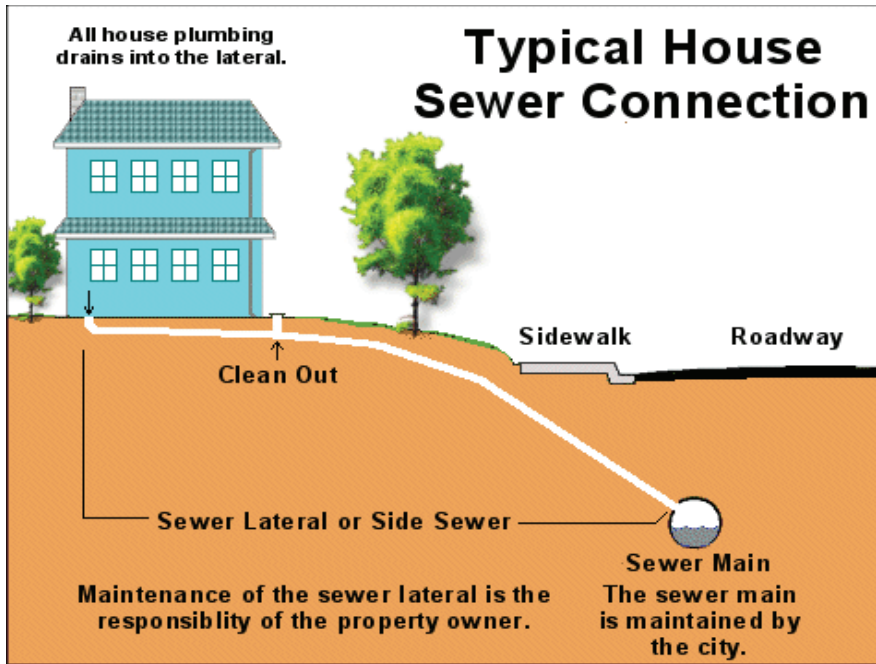 All house plumbing
drains into the lateral.
Typical House
Sewer Connection
Sidewalk
Roadway
Clean Out
Sewer Lateral or Side Sewer
Sewer Main
Maintenance of the sewer lateral is the
responsiblity of the property owner.
The sewer main
is maintained by
the city.